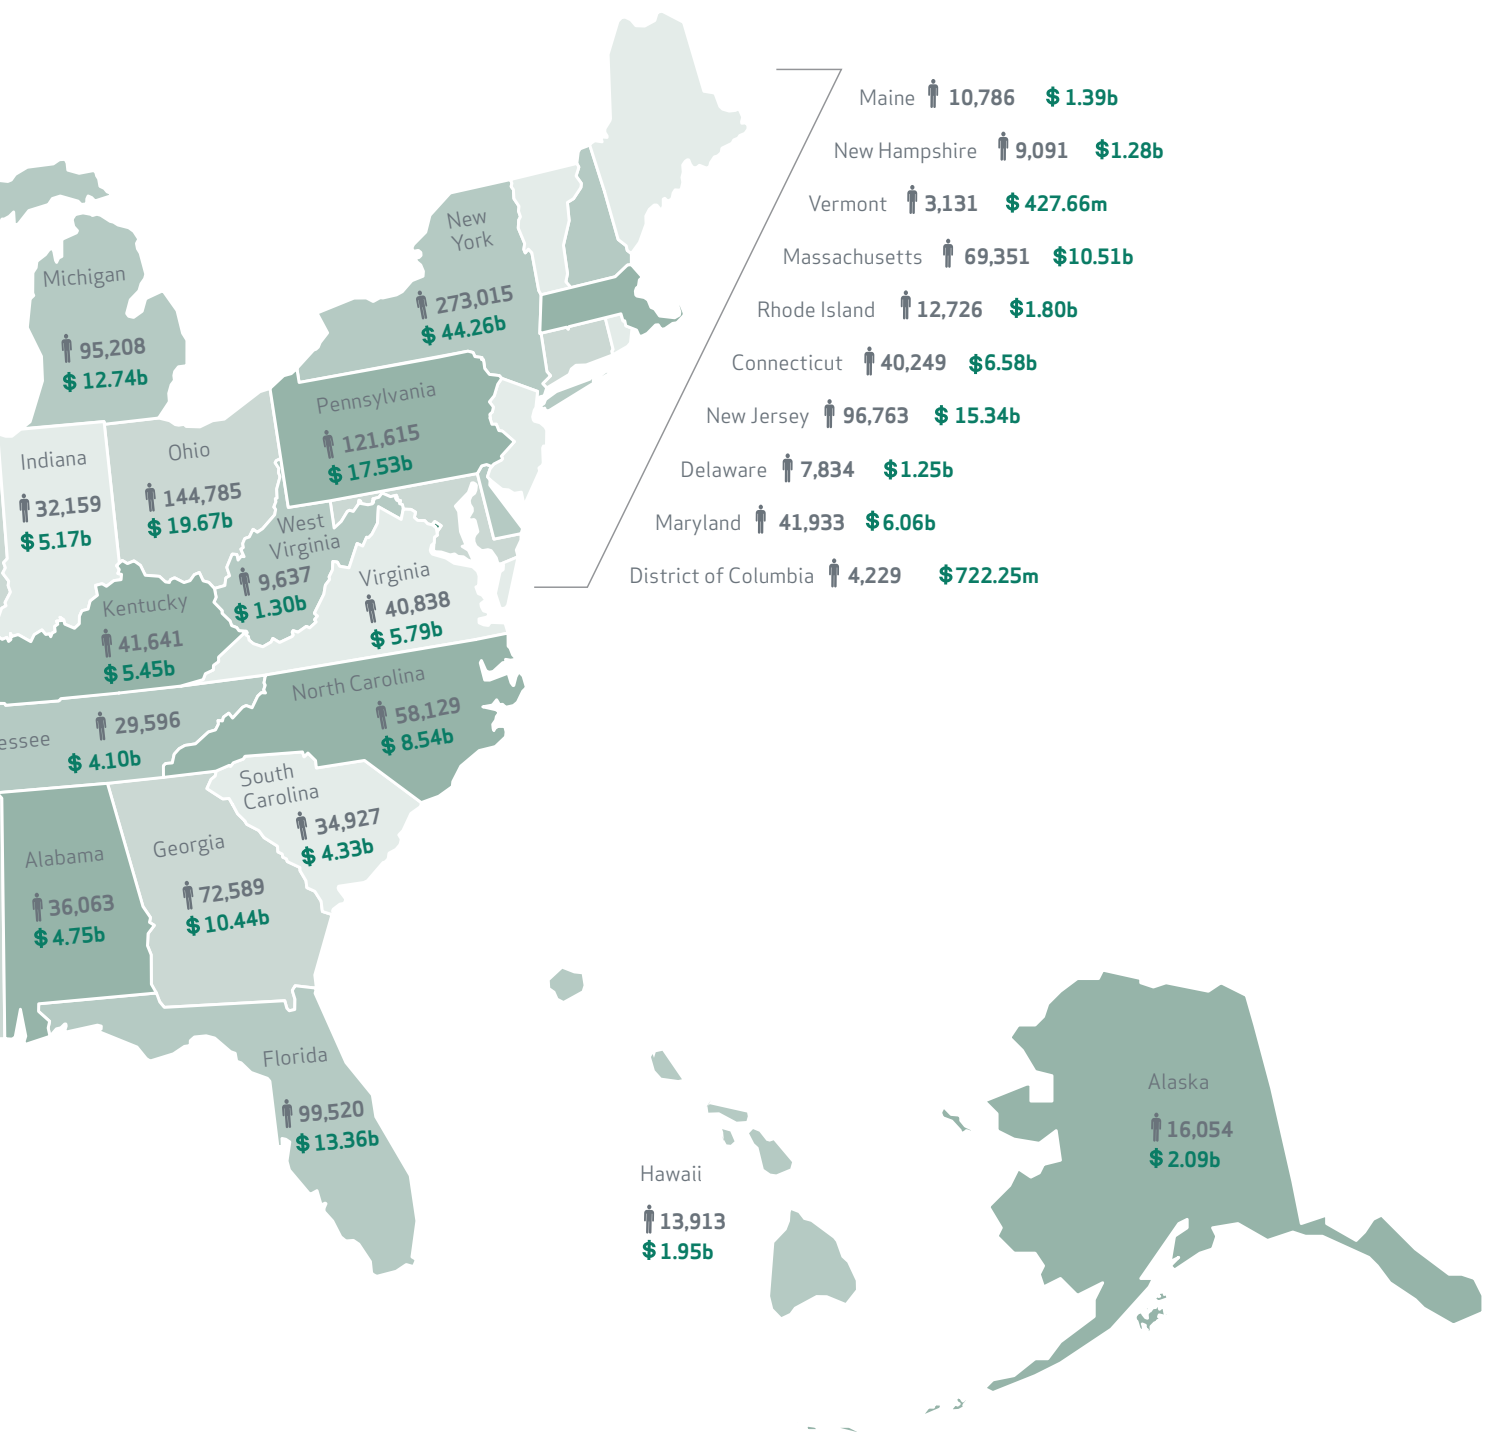 Maine 10,786 $ 1.39b
New Hampshire 9,091 $1.28b
Vermont 3,131 $ 427.66m
Massachusetts 69,351 $10.51b
Rhode Island 12,726 $1.80b
Connecticut 40,249 $6.58b
New Jersey 96,763 $ 15.34b
Delaware 7,834 $1.25b
Maryland 41,933 $6.06b
District of Columbia 4,229 $722.25m
New
York
273,015
$ 44.26b
Michigan
95,208
$ 12.74b
Pennsylvania
121,615
$ 17.53b
Indiana
32,159
$ 5.17b
Ohio
144,785
$ 19.67b
West
Virginia
9,637
$ 1.30b
Virginia
40,838
$ 5.79b
Kentucky
41,641
$ 5.45b
North Carolina
58,129
$ 8.54b
essee
29,596
$ 4.10b
South
Carolina
34,927
$ 4.33b
Alabama
36,063
$ 4.75b
Georgia
72,589
$ 10.44b
Florida
99,520
$ 13.36b
Hawaii
13,913
$ 1.95b
Alaska
16,054
$ 2.09b